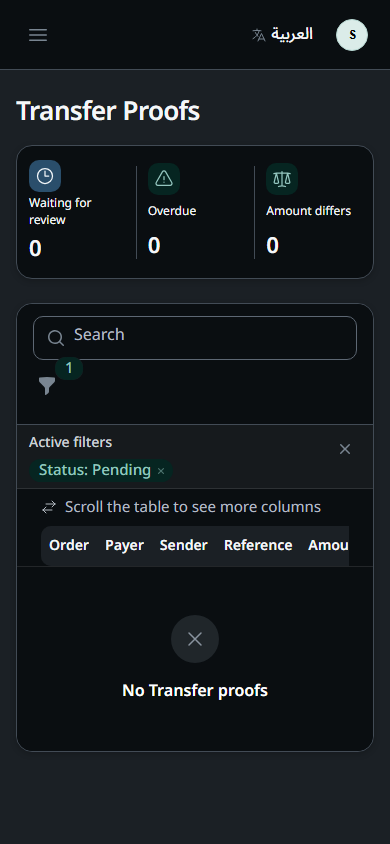 العربية
S
Transfer Proofs
Waiting for
review
0
Overdue
0
Amount differs
0
Search
1
Active filters
Status: Pending ×
Scroll the table to see more columns
Order Payer Sender Reference Amou
No Transfer proofs